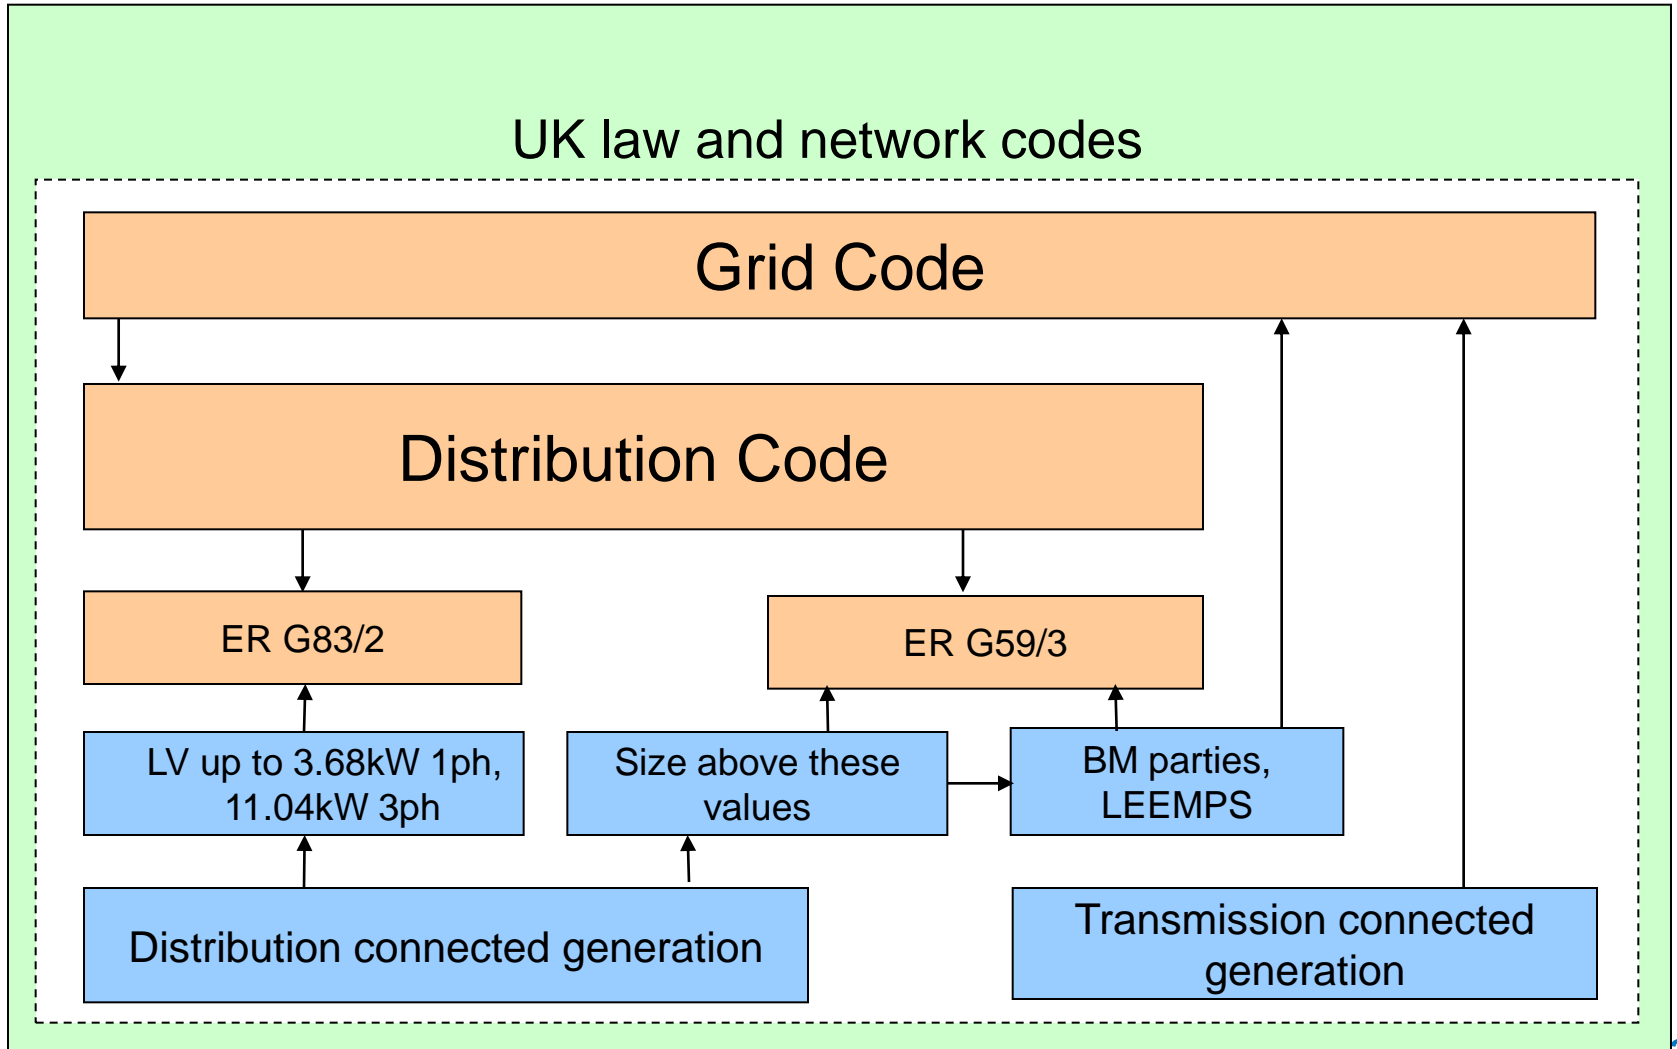 UK law and network codes
Grid Code
Distribution Code
ER G83/2
ER G59/3
LV up to 3.68kW 1ph,
11.04kW 3ph
Size above these
values
BM parties,
LEEMPS
Distribution connected generation
Transmission connected
generation